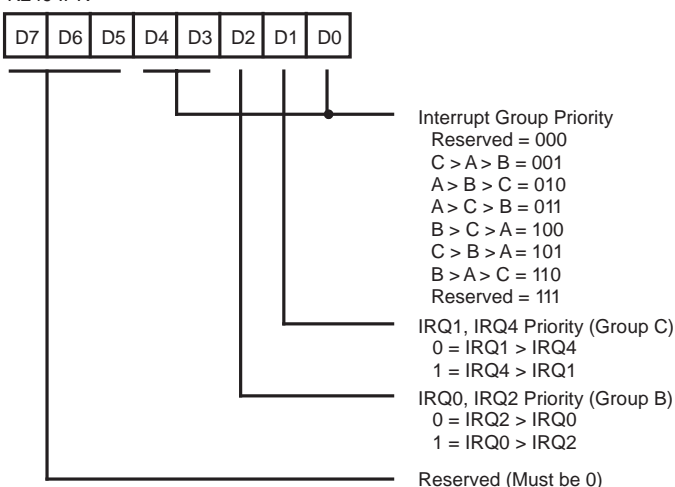 D7 D6 D5 D4 D3 D2 D1 D0
Interrupt Group Priority
Reserved = 000
C > A > B = 001
A > B > C = 010
A > C > B = 011
B > C > A = 100
C > B > A = 101
B > A > C = 110
Reserved = 111
IRQ1, IRQ4 Priority (Group C)
0 = IRQ1 > IRQ4
1 = IRQ4 > IRQ1
IRQ0, IRQ2 Priority (Group B)
0 = IRQ2 > IRQ0
1 = IRQ0 > IRQ2
Reserved (Must be 0)